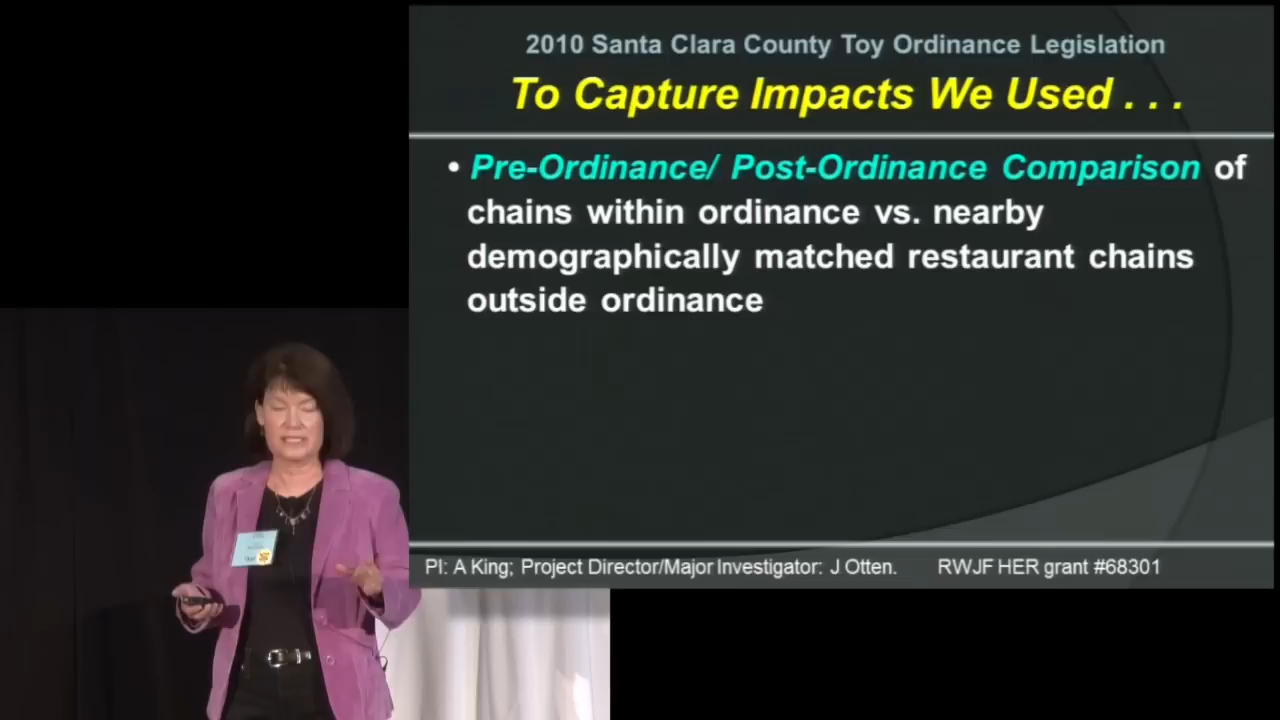 2010 Santa Clara County Toy Ordinance Legislation
To Capture Impacts We Used . . .
• Pre-Ordinance/ Post-Ordinance Comparison of
chains within ordinance vs. nearby
demographically matched restaurant chains
outside ordinance
PI: A King; Project Director/Major Investigator: J Otten. RWJF HER grant #68301